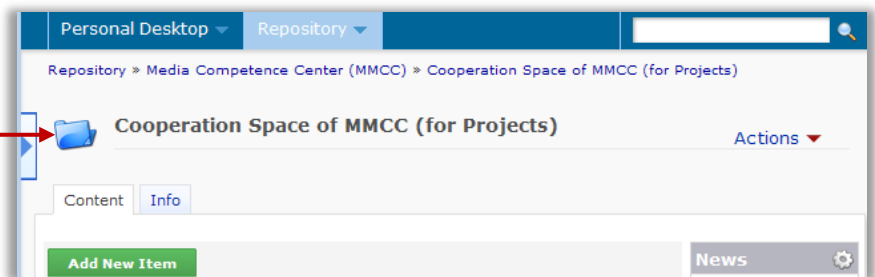 Personal Desktop Repository
Repository » Media Competence Center (MMCC) » Cooperation Space of MMCC (for Projects)
Cooperation Space of MMCC (for Projects)
Actions
Content Info
Add New Item News